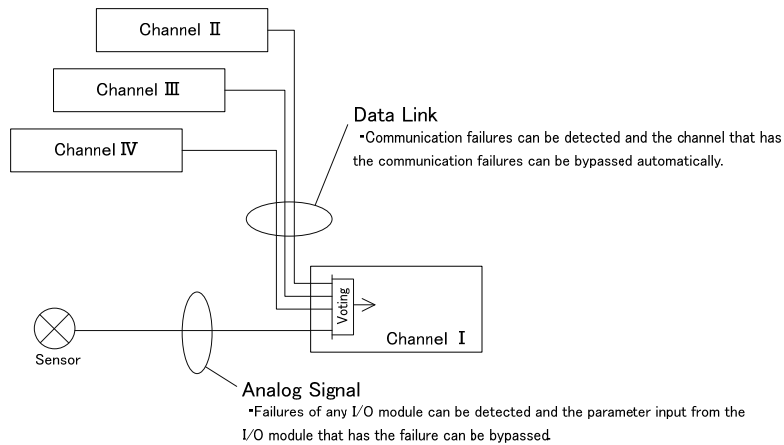 Channel Ⅱ
Channel Ⅲ
Channel Ⅳ
Data Link
-Communication failures can be detected and the channel that has
the communication failures can be bypassed automatically.
Voting
Channel Ⅰ
Sensor
Analog Signal
-Failures of any I/O module can be detected and the parameter input from the
I/O module that has the failure can be bypassed.